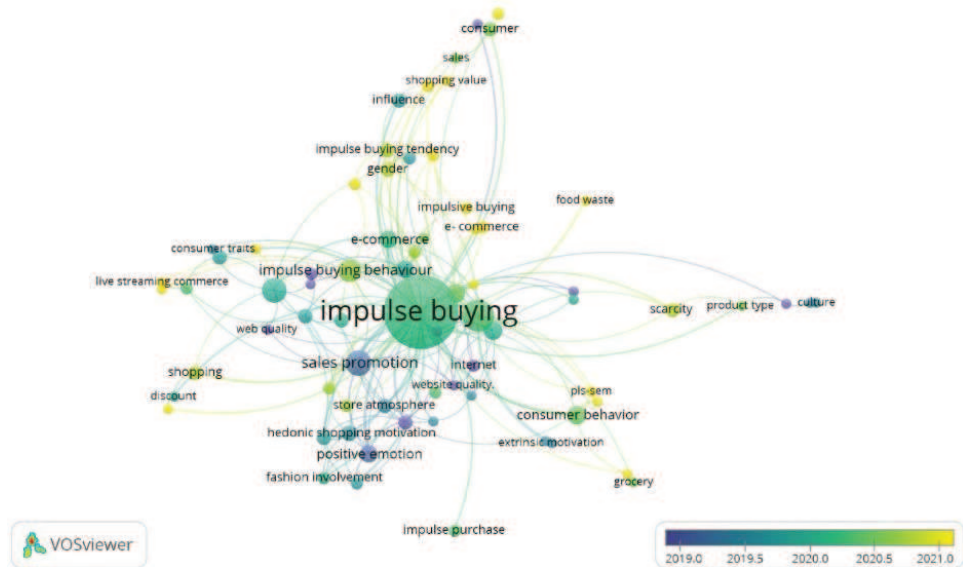 consumer
sales
shopping value
influence
impulse buying tendency
gender
food waste
impulsive buying
e- commerce
e-commerce
consumer traits
impulse buying behaviour
live streaming commerce
impulse buying
scarcity
product type
culture
web quality
sales promotion
internet
shopping
website quality.
pls-sem
discount
store atmosphere
consumer behavior
hedonic shopping motivation
extrinsic motivation
positive emotion
fashion involvement
grocery
impulse purchase
VOSviewer
2019.0 2019.5 2020.0 2020.5 2021.0